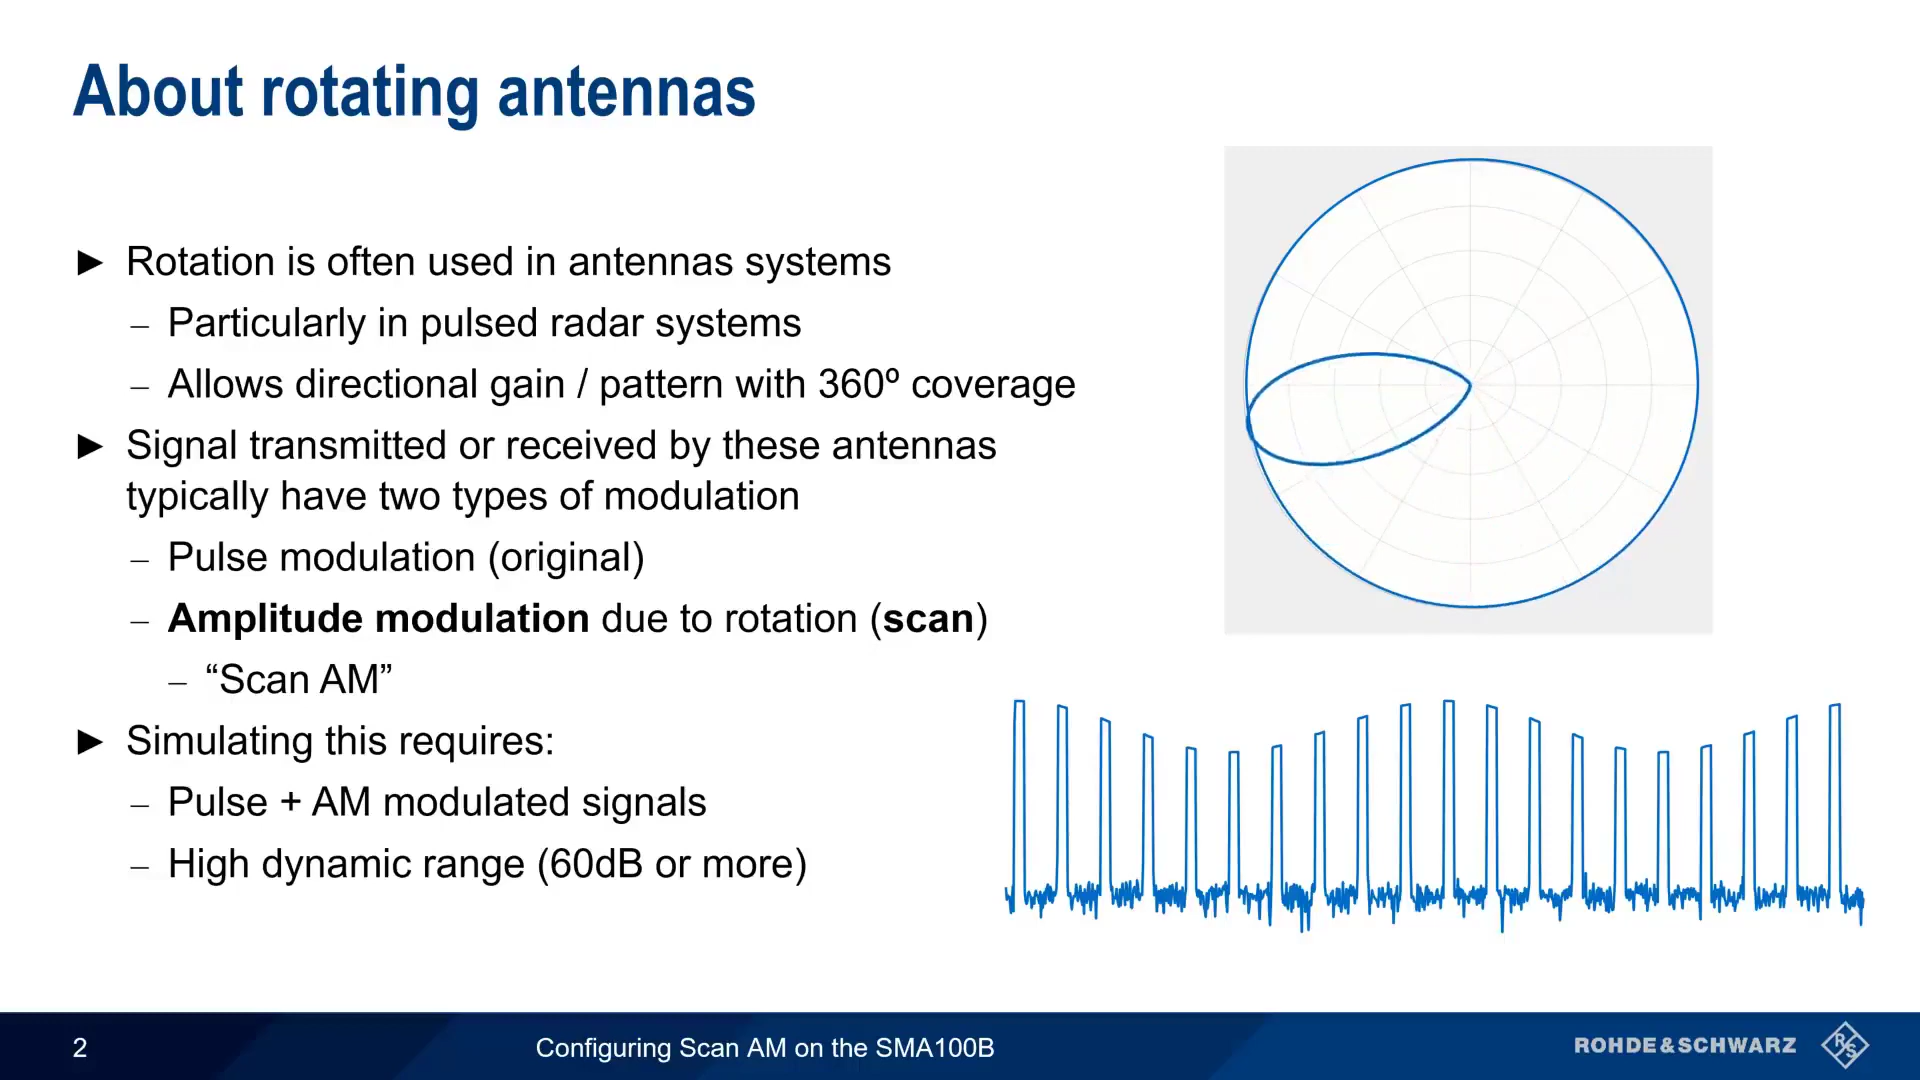 About rotating antennas
► Rotation is often used in antennas systems
– Particularly in pulsed radar systems
– Allows directional gain / pattern with 360º coverage
► Signal transmitted or received by these antennas
typically have two types of modulation
– Pulse modulation (original)
– Amplitude modulation due to rotation (scan)
– “Scan AM”
► Simulating this requires:
– Pulse + AM modulated signals
– High dynamic range (60dB or more)
2
Configuring Scan AM on the SMA100B
ROHDE&SCHWARZ
R&S